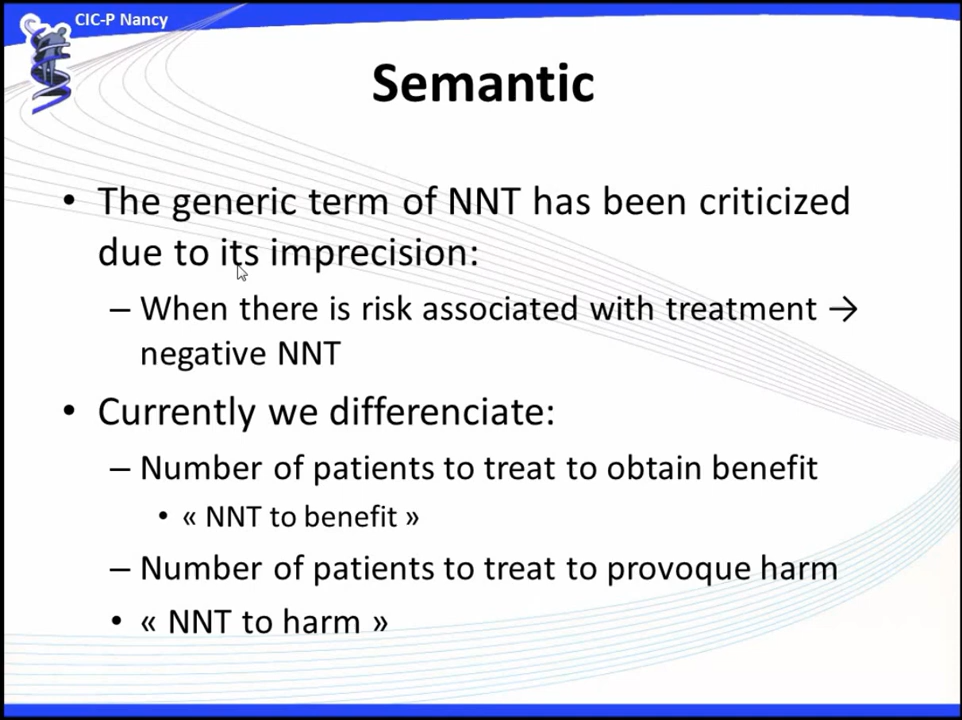 CIC-P Nancy
Semantic
• The generic term of NNT has been criticized
due to its imprecision:
– When there is risk associated with treatment →
negative NNT
• Currently we differenciate:
– Number of patients to treat to obtain benefit
• « NNT to benefit »
– Number of patients to treat to provoque harm
• « NNT to harm »